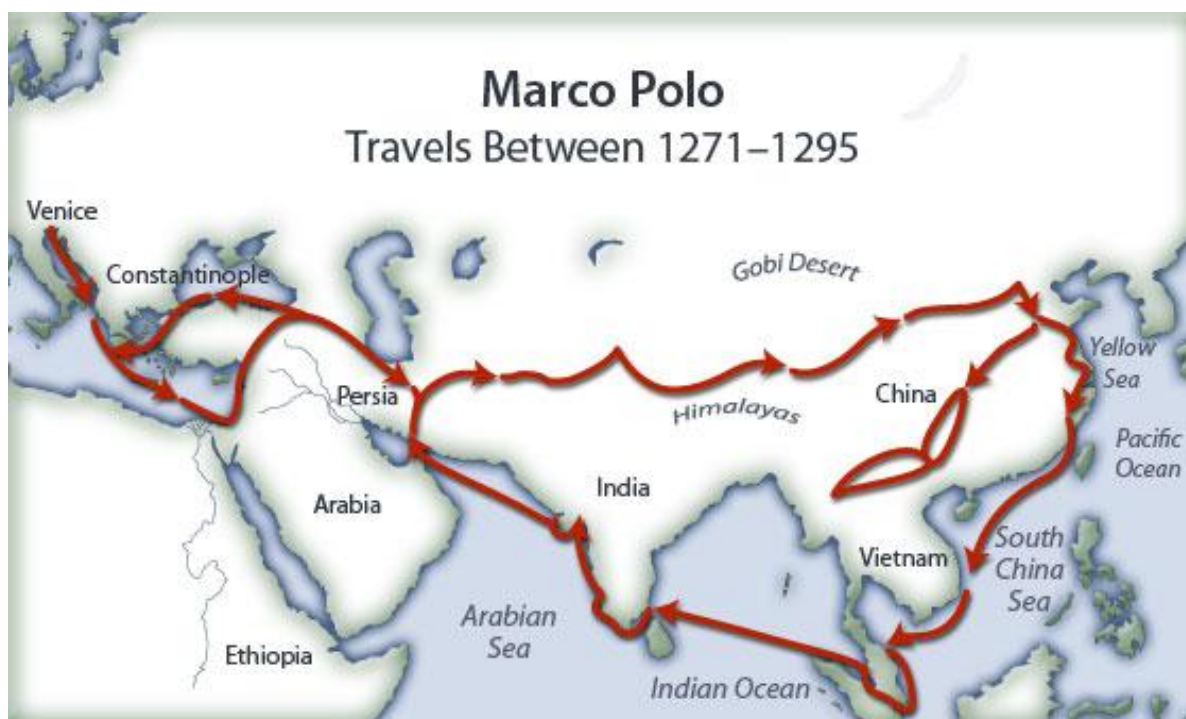 Marco Polo
Travels Between 1271–1295
Venice
Constantinople
Gobi Desert
Yellow
Sea
Persia
China
Himalayas
Pacific
Ocean
India
Arabia
South
China
Sea
Vietnam
Arabian
Sea
Ethiopia
Indian Ocean